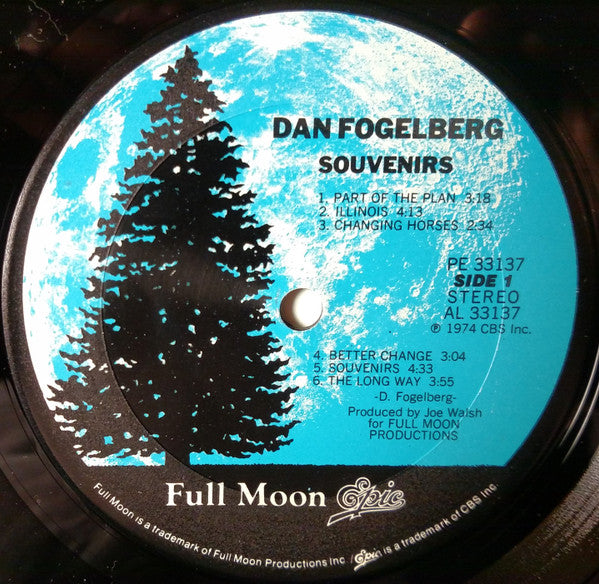 DAN FOGELBERG
SOUVENIRS
1. PART OF THE PLAN 3:18
2. ILLINOIS 4:13
3. CHANGING HORSES 2:34
PE 33137
SIDE 1
STEREO
AL 33137
℗ 1974 CBS Inc.
4. BETTER CHANGE 3:04
5. SOUVENIRS 4:33
6. THE LONG WAY 3:55
-D. Fogelberg-
Produced by Joe Walsh
for FULL MOON
PRODUCTIONS
Full Moon Epic
Full Moon is a trademark of Full Moon Productions Inc. / Epic is a trademark of CBS Inc.